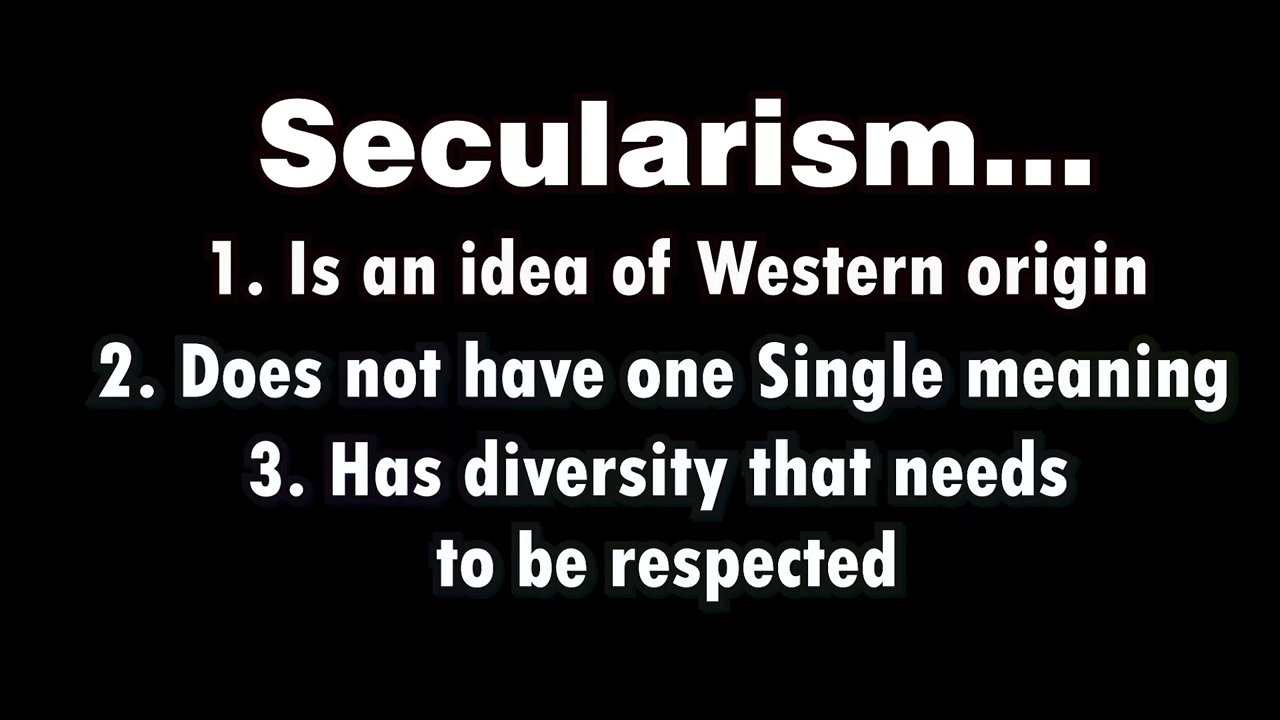 Secularism...
1. Is an idea of Western origin
2. Does not have one Single meaning
3. Has diversity that needs
to be respected